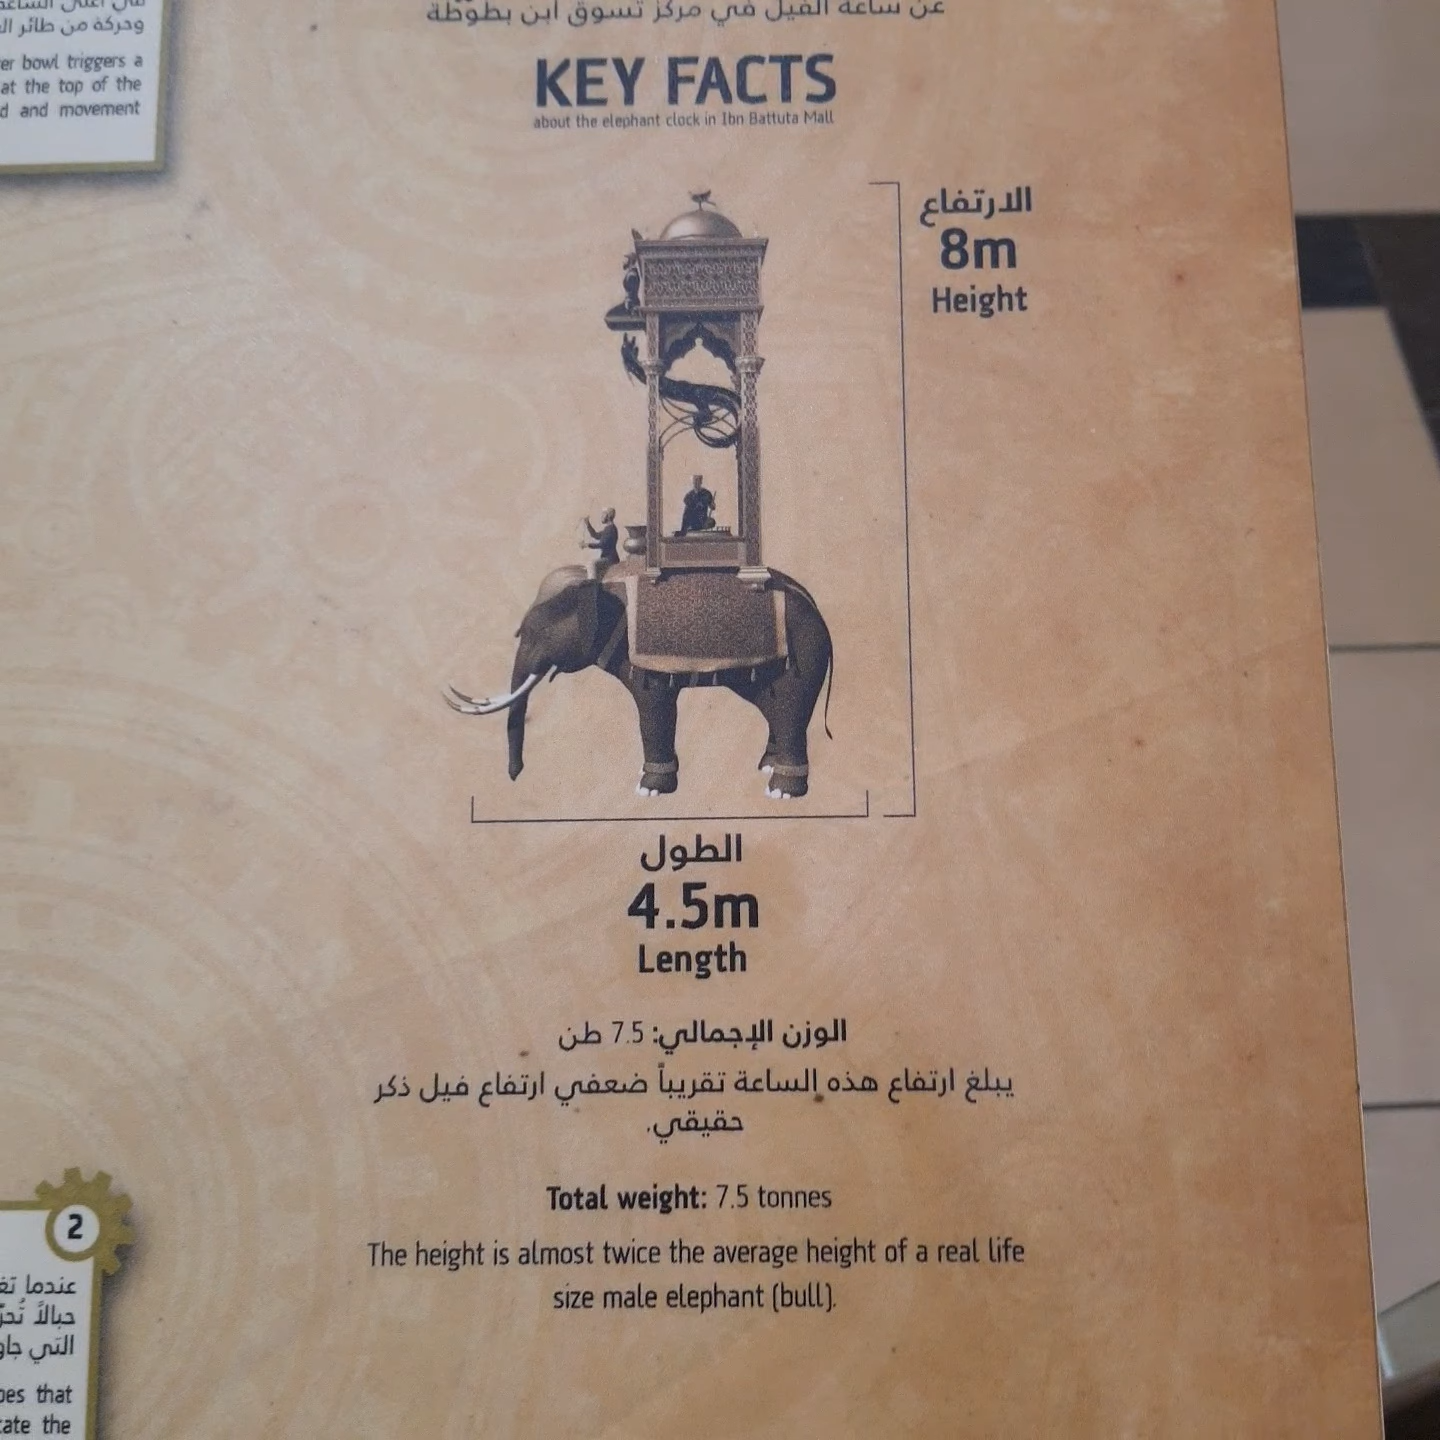 عن ساعة الفيل في مركز تسوق ابن بطوطة
KEY FACTS
about the elephant clock in Ibn Battuta Mall
وحركة من طائر
er bowl triggers a
at the top of the
d and movement
الارتفاع
8m
Height
الطول
4.5m
Length
الوزن الإجمالي: 7.5 طن
يبلغ ارتفاع هذه الساعة تقريباً ضعفي ارتفاع فيل ذكر
حقيقي.
Total weight: 7.5 tonnes
The height is almost twice the average height of a real life
size male elephant (bull).
2
عندما
حبالاً
التي
pes that
tate the